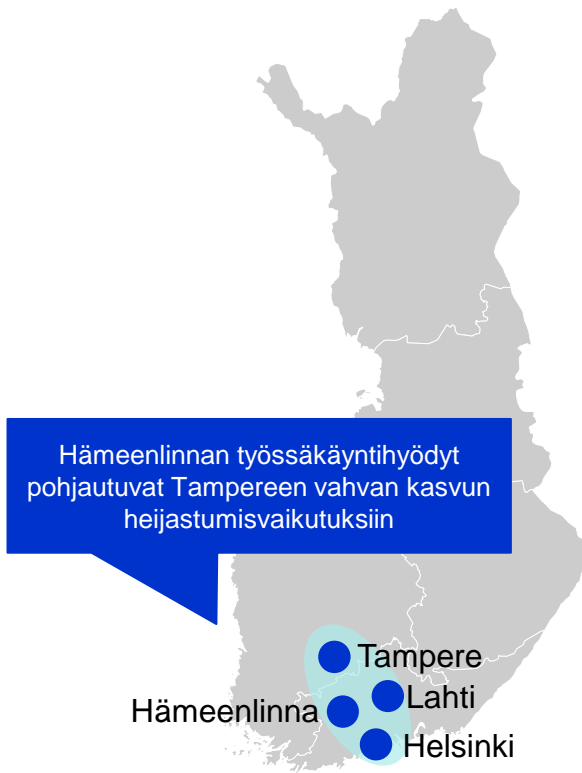 Hämeenlinnan työssäkäyntihyödyt
pohjautuvat Tampereen vahvan kasvun
heijastumisvaikutuksiin
Tampere
Lahti
Hämeenlinna
Helsinki